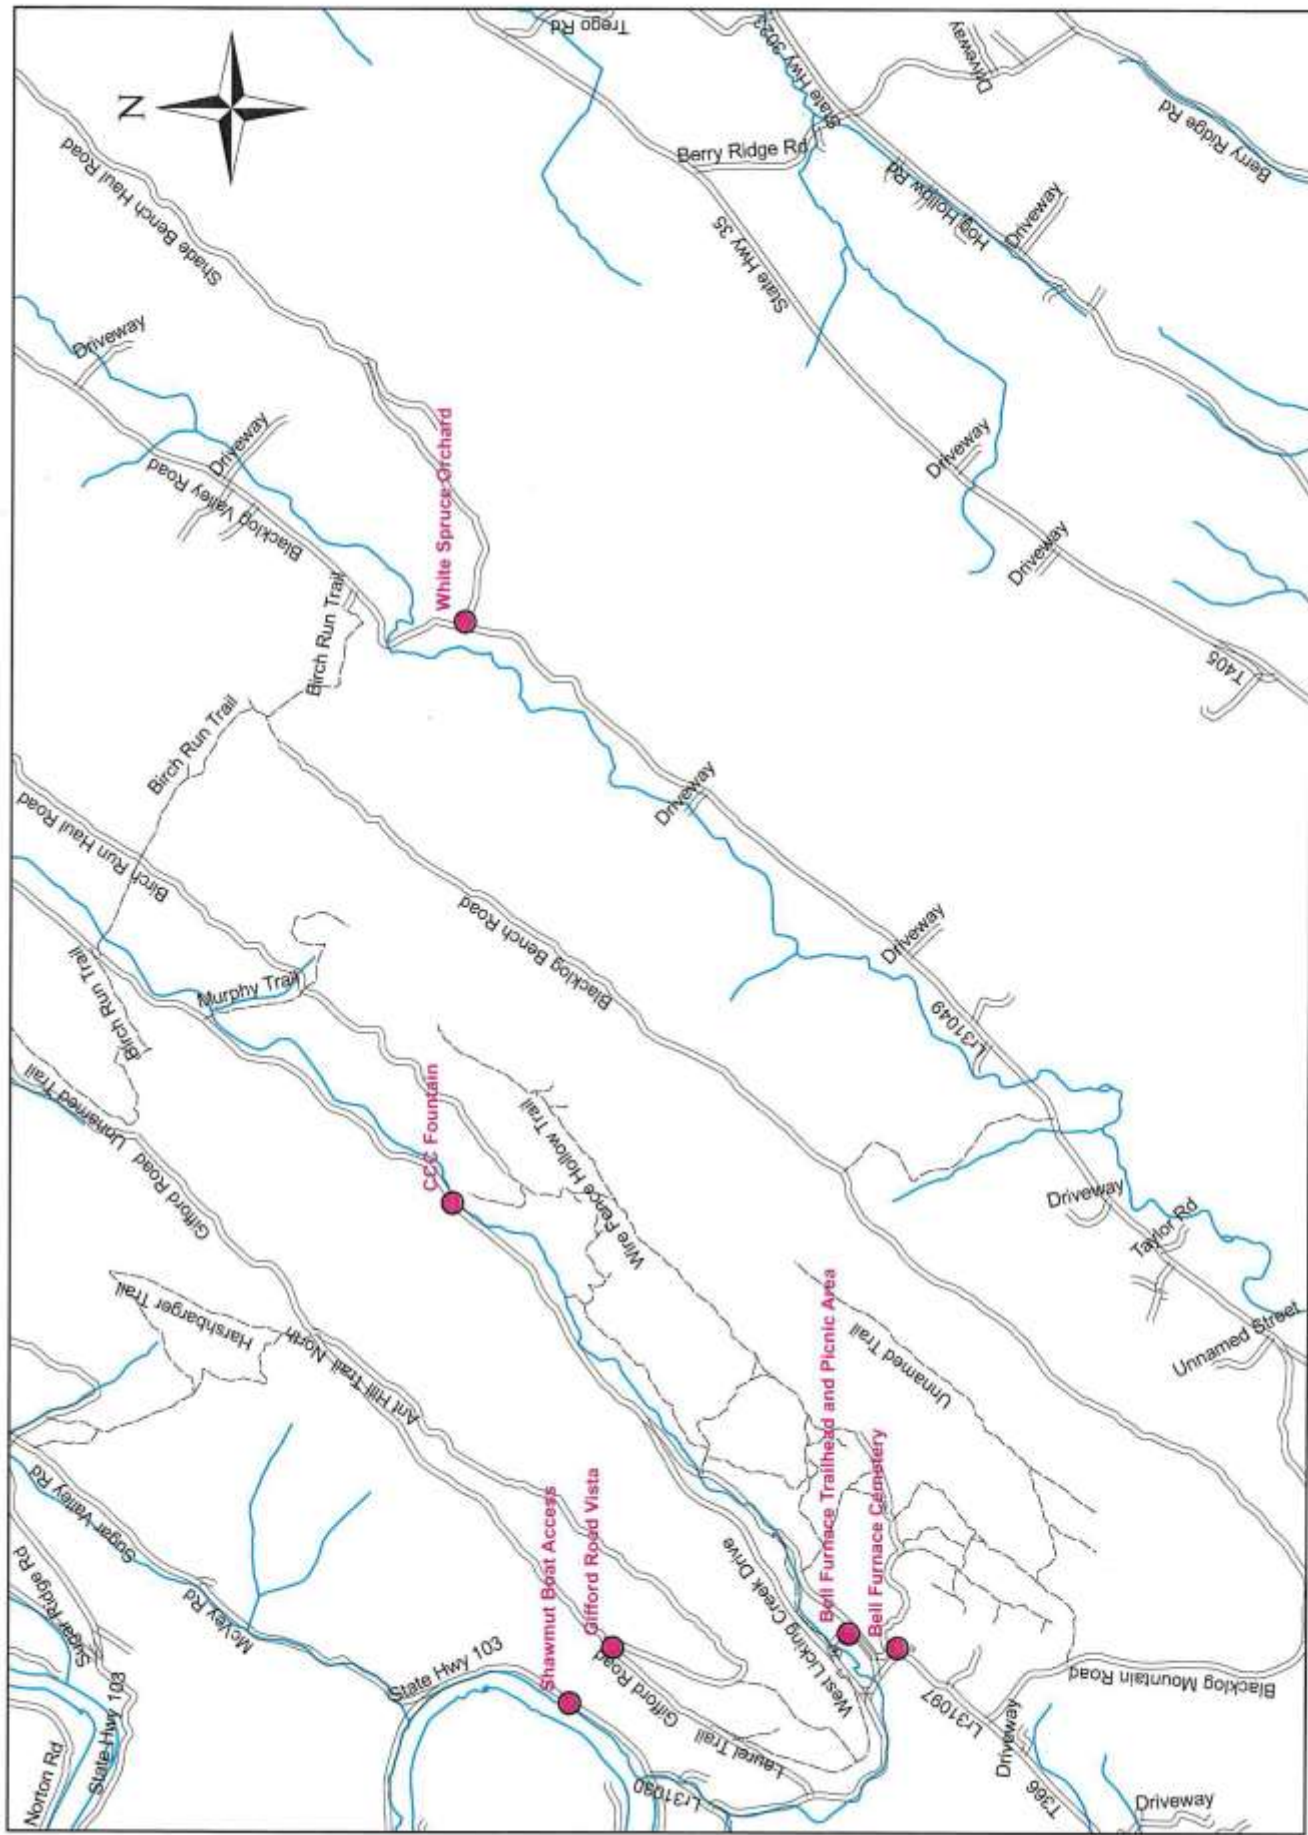 Trego Rd
State Hwy 3023
Driveway
N
Shade Bench Haul Road
Berry Ridge Rd
Berry Ridge Rd
Hog Hollow Rd
Driveway
State Hwy 35
Driveway
Driveway
Blacklog Valley Road
White Spruce Orchard
Driveway
Driveway
Birch Run Trail
T405
Birch Run Trail
Driveway
Birch Run Haul Road
Blacklog Bench Road
Driveway
Birch Run Trail
Murphy Trail
Lr31049
Unnamed Trail
CCC Fountain
Wire Fence Hollow Trail
Gifford Road
Driveway
Taylor Rd
Harshbarger Trail
Ant Hill Trail North
Unnamed Trail
Unnamed Street
Bell Furnace Trailhead and Picnic Area
Bell Furnace Cemetery
Sugar Valley Rd
Sugar Ridge Rd
McVey Rd
Shawmut Boat Access
Gifford Road Vista
West Licking Creek Drive
State Hwy 103
State Hwy 103
Gifford Road
Laurel Trail
Blacklog Mountain Road
Lr31097
Driveway
Norton Rd
Lr31080
T366
Driveway